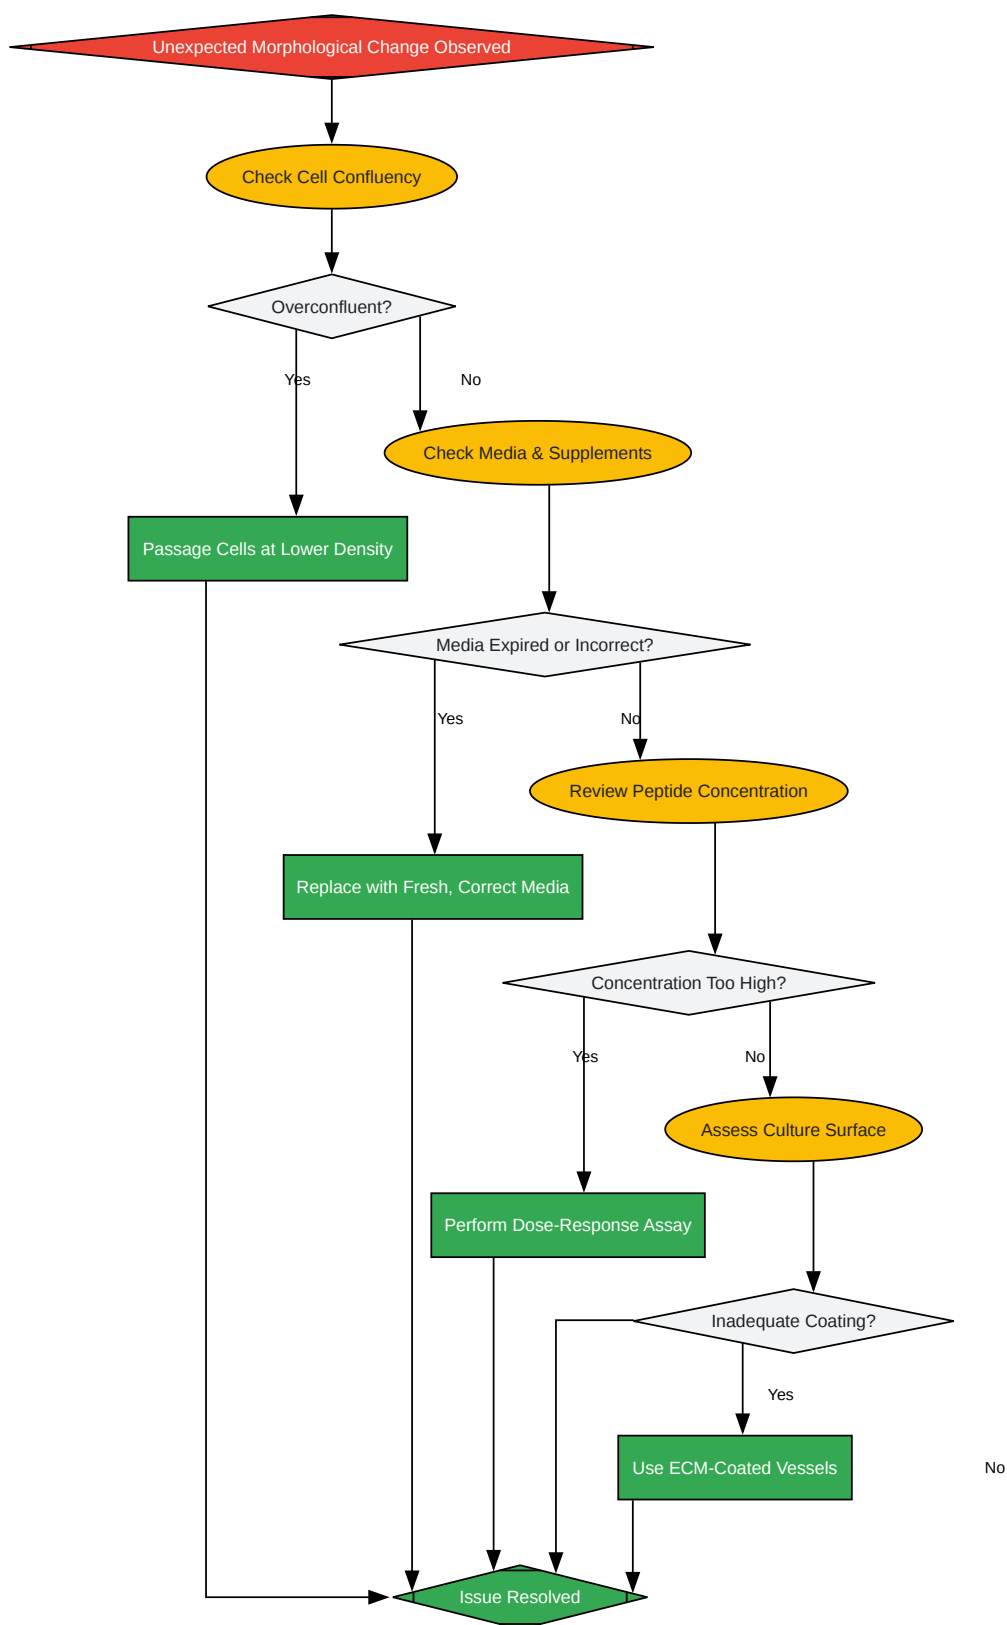 Unexpected Morphological Change Observed
Check Cell Confluency
Overconfluent?
Yes
No
Check Media & Supplements
Passage Cells at Lower Density
Media Expired or Incorrect?
Yes
No
Review Peptide Concentration
Replace with Fresh, Correct Media
Concentration Too High?
Yes
No
Assess Culture Surface
Perform Dose-Response Assay
Inadequate Coating?
Yes
Use ECM-Coated Vessels
No
Issue Resolved